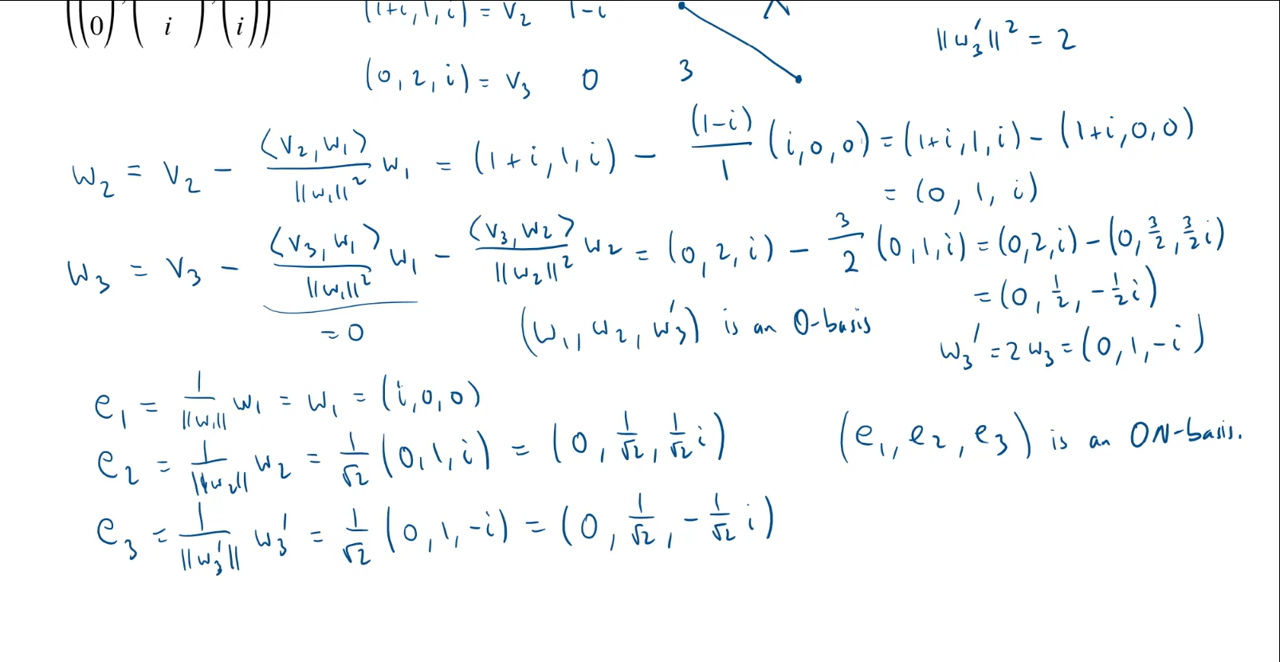 ((0), (i), (i))
(1+i, 1, i) = v₂ 1-i
‖w₃'‖² = 2
(0, 2, i) = v₃ 0 3
w₂ = v₂ - ⟨v₂, w₁⟩/‖w₁‖² w₁ = (1+i, 1, i) - (1-i)/1 (i, 0, 0) = (1+i, 1, i) - (1+i, 0, 0)
= (0, 1, i)
w₃ = v₃ - ⟨v₃, w₁⟩/‖w₁‖² w₁ - ⟨v₃, w₂⟩/‖w₂‖² w₂ = (0, 2, i) - 3/2 (0, 1, i) = (0, 2, i) - (0, 3/2, 3/2 i)
= (0, 1/2, -1/2 i)
= 0
(w₁, w₂, w₃') is an O-basis
w₃' = 2w₃ = (0, 1, -i)
e₁ = 1/‖w₁‖ w₁ = w₁ = (i, 0, 0)
e₂ = 1/‖w₂‖ w₂ = 1/√2 (0, 1, i) = (0, 1/√2, 1/√2 i)
(e₁, e₂, e₃) is an ON-basis.
e₃ = 1/‖w₃'‖ w₃' = 1/√2 (0, 1, -i) = (0, 1/√2, -1/√2 i)